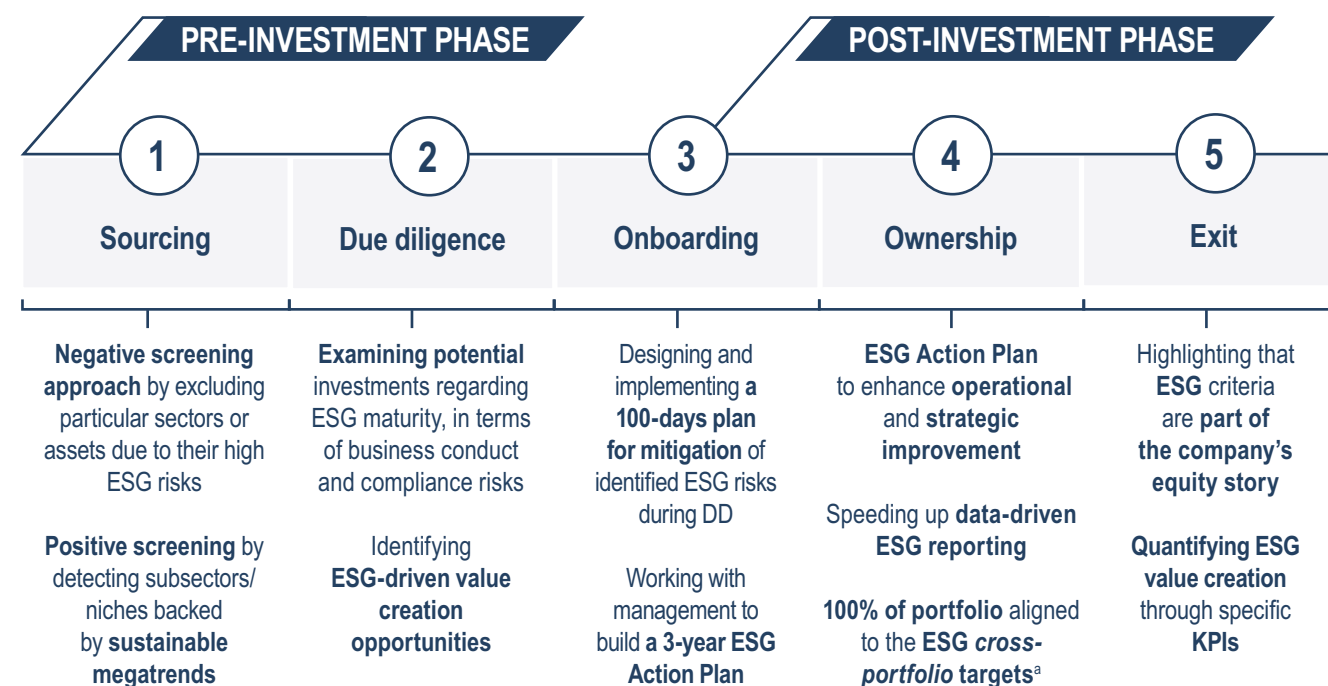 PRE-INVESTMENT PHASE
POST-INVESTMENT PHASE
1
2
3
4
5
Sourcing
Due diligence
Onboarding
Ownership
Exit
Negative screening
approach by excluding
particular sectors or
assets due to their high
ESG risks
Positive screening by
detecting subsectors/
niches backed
by sustainable
megatrends
Examining potential
investments regarding
ESG maturity, in terms
of business conduct
and compliance risks
Identifying
ESG-driven value
creation
opportunities
Designing and
implementing a
100-days plan
for mitigation of
identified ESG risks
during DD
Working with
management to
build a 3-year ESG
Action Plan
ESG Action Plan
to enhance operational
and strategic
improvement
Speeding up data-driven
ESG reporting
100% of portfolio aligned
to the ESG cross-
portfolio targetsᵃ
Highlighting that
ESG criteria
are part of
the company’s
equity story
Quantifying ESG
value creation
through specific
KPIs